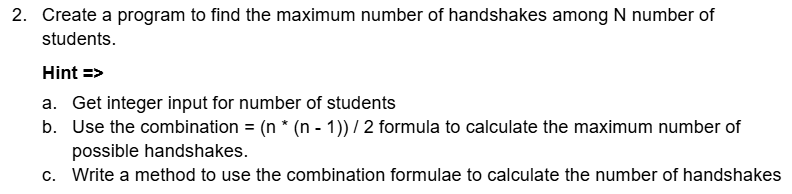 2. Create a program to find the maximum number of handshakes among N number of
students.
Hint =>
a. Get integer input for number of students
b. Use the combination = (n * (n - 1)) / 2 formula to calculate the maximum number of
possible handshakes.
c. Write a method to use the combination formulae to calculate the number of handshakes